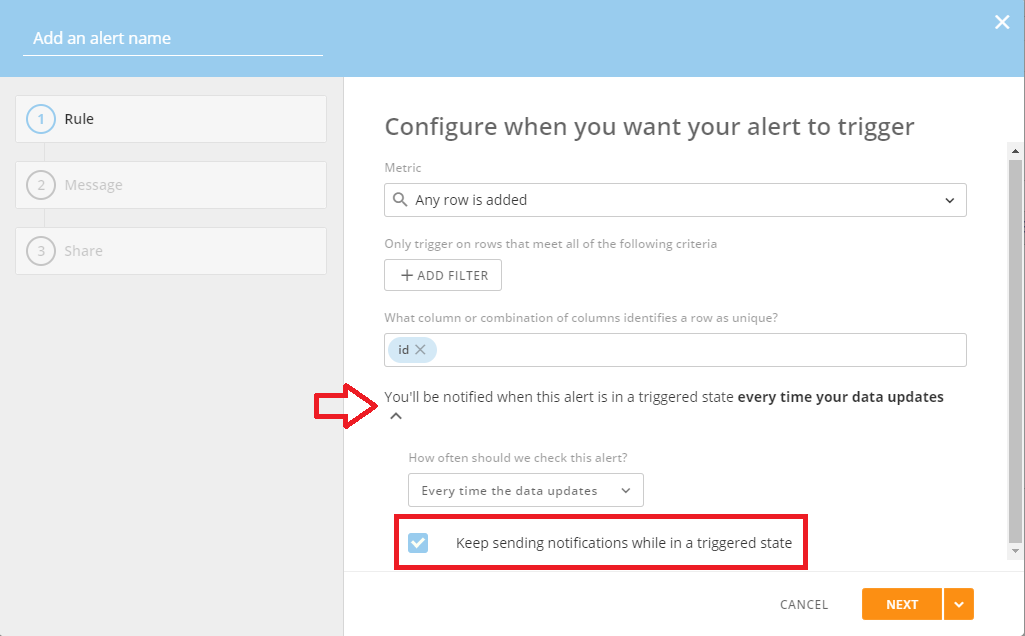 Add an alert name
1 Rule
2 Message
3 Share
Configure when you want your alert to trigger
Metric
Any row is added
Only trigger on rows that meet all of the following criteria
ADD FILTER
What column or combination of columns identifies a row as unique?
id
You'll be notified when this alert is in a triggered state every time your data updates
How often should we check this alert?
Every time the data updates
Keep sending notifications while in a triggered state
CANCEL
NEXT